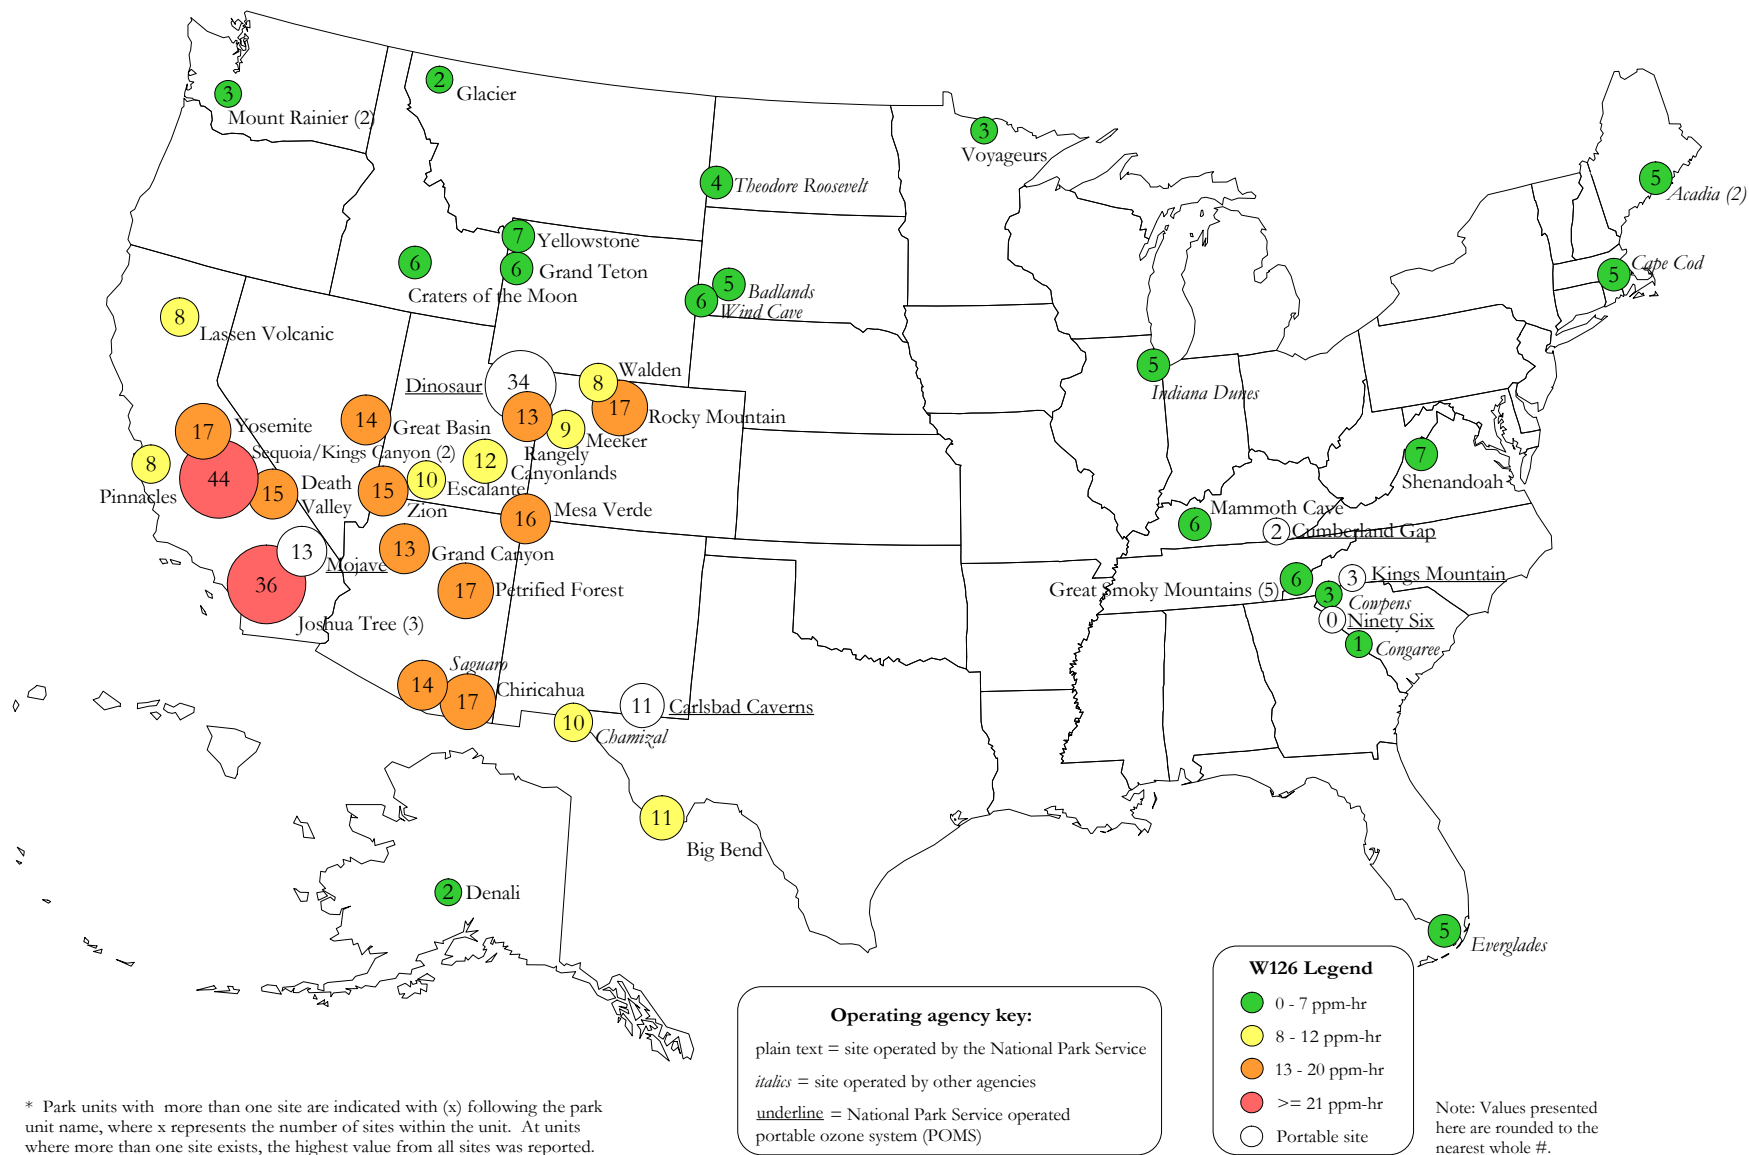 2
Glacier
3
Mount Rainier (2)
3
Voyageurs
4
Theodore Roosevelt
5
Acadia (2)
7
Yellowstone
6
Grand Teton
6
Craters of the Moon
5
Badlands
6
Wind Cave
5
Cape Cod
8
Lassen Volcanic
5
Indiana Dunes
Dinosaur
34
8
Walden
17
Rocky Mountain
13
Rangely
9
Meeker
14
Great Basin
17
Yosemite
44
Sequoia/Kings Canyon (2)
8
Pinnacles
15
Death
Valley
15
Zion
10
Escalante
12
Canyonlands
16
Mesa Verde
7
Shenandoah
6
Mammoth Cave
2
Cumberland Gap
13
Mojave
13
Grand Canyon
36
Joshua Tree (3)
17
Petrified Forest
Great Smoky Mountains (5)
6
3
Kings Mountain
3
Cowpens
0
Ninety Six
1
Congaree
14
Saguaro
17
Chiricahua
10
Chamizal
11
Carlsbad Caverns
11
Big Bend
2
Denali
5
Everglades
Operating agency key:
plain text = site operated by the National Park Service
italics = site operated by other agencies
underline = National Park Service operated
portable ozone system (POMS)
W126 Legend
0 - 7 ppm-hr
8 - 12 ppm-hr
13 - 20 ppm-hr
>= 21 ppm-hr
Portable site
* Park units with more than one site are indicated with (x) following the park
unit name, where x represents the number of sites within the unit. At units
where more than one site exists, the highest value from all sites was reported.
Note: Values presented
here are rounded to the
nearest whole #.